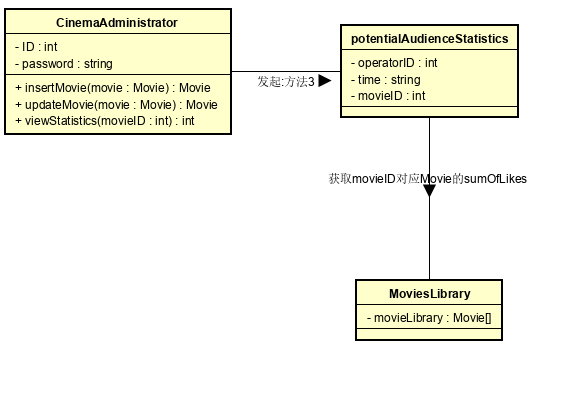 CinemaAdministrator
- ID : int
- password : string
+ insertMovie(movie : Movie) : Movie
+ updateMovie(movie : Movie) : Movie
+ viewStatistics(movieID : int) : int
发起:方法3
potentialAudienceStatistics
- operatorID : int
- time : string
- movieID : int
获取movieID对应Movie的sumOfLikes
MoviesLibrary
- movieLibrary : Movie[]